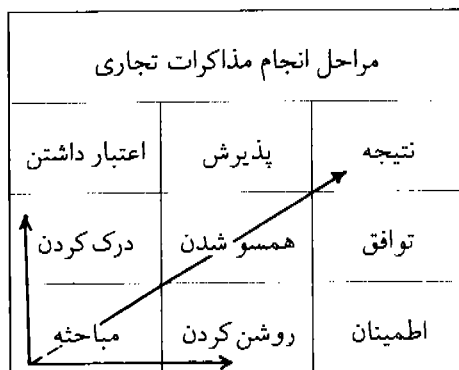 مراحل انجام مذاکرات تجاری
نتیجه پذیرش اعتبار داشتن
توافق همسو شدن درک کردن
اطمینان روشن کردن مباحثه